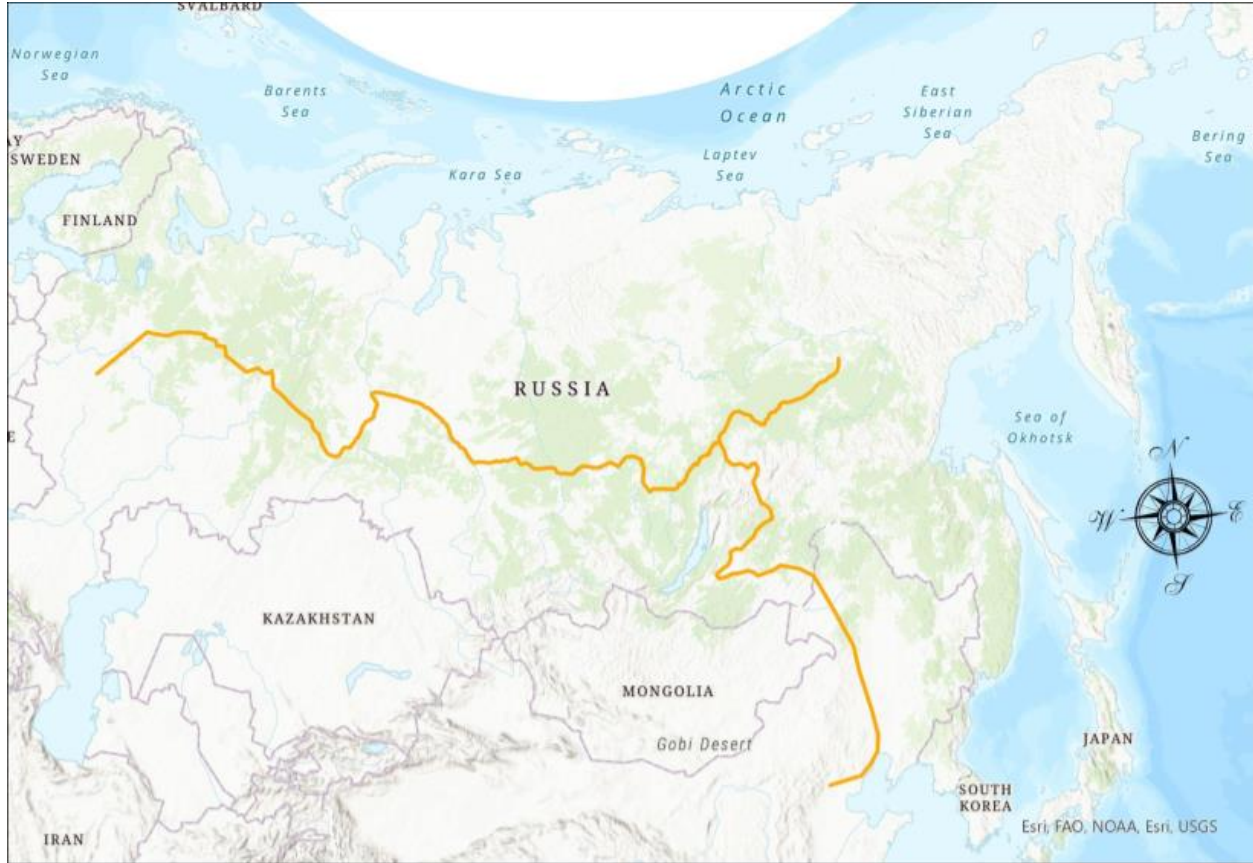 SVALBARD
Norwegian
Sea
Barents
Sea
Arctic
Ocean
East
Siberian
Sea
Bering
Sea
Laptev
Sea
Kara Sea
AY
SWEDEN
FINLAND
RUSSIA
Sea of
Okhotsk
N
W
E
S
E
KAZAKHSTAN
MONGOLIA
Gobi Desert
JAPAN
SOUTH
KOREA
IRAN
Esri, FAO, NOAA, Esri, USGS